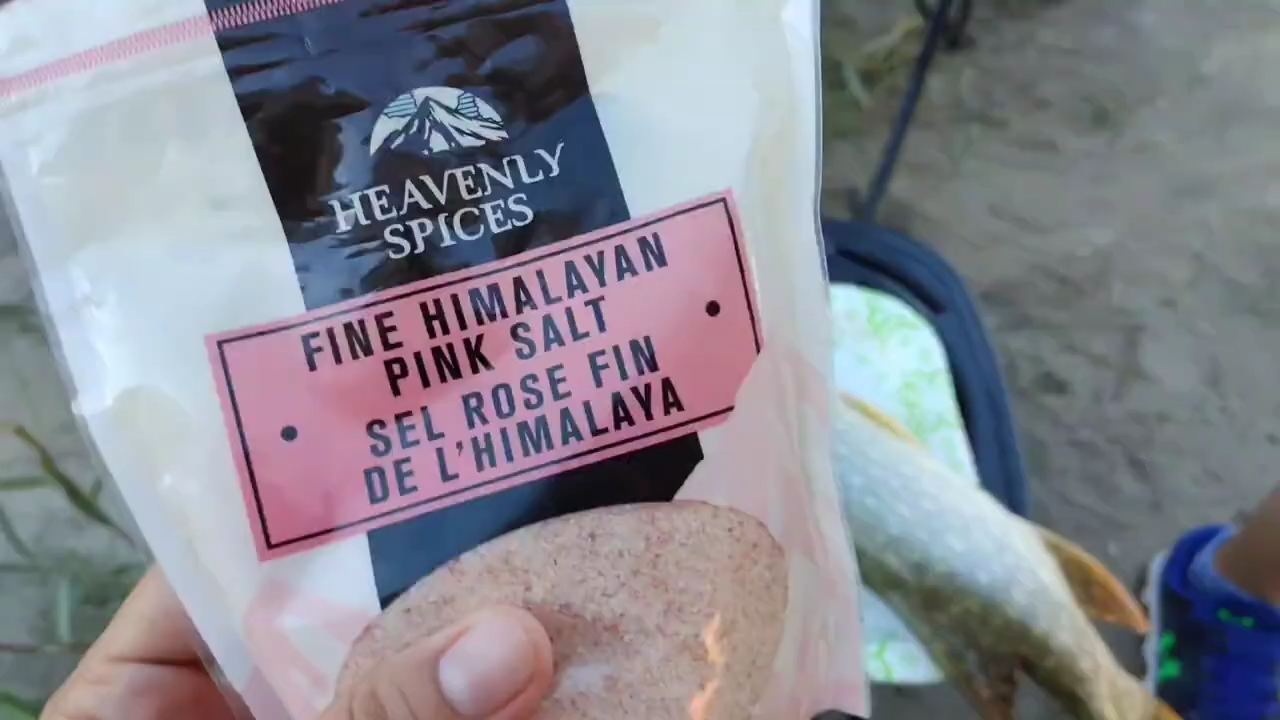 HEAVENLY
SPICES
FINE HIMALAYAN
PINK SALT
SEL ROSE FIN
DE L'HIMALAYA